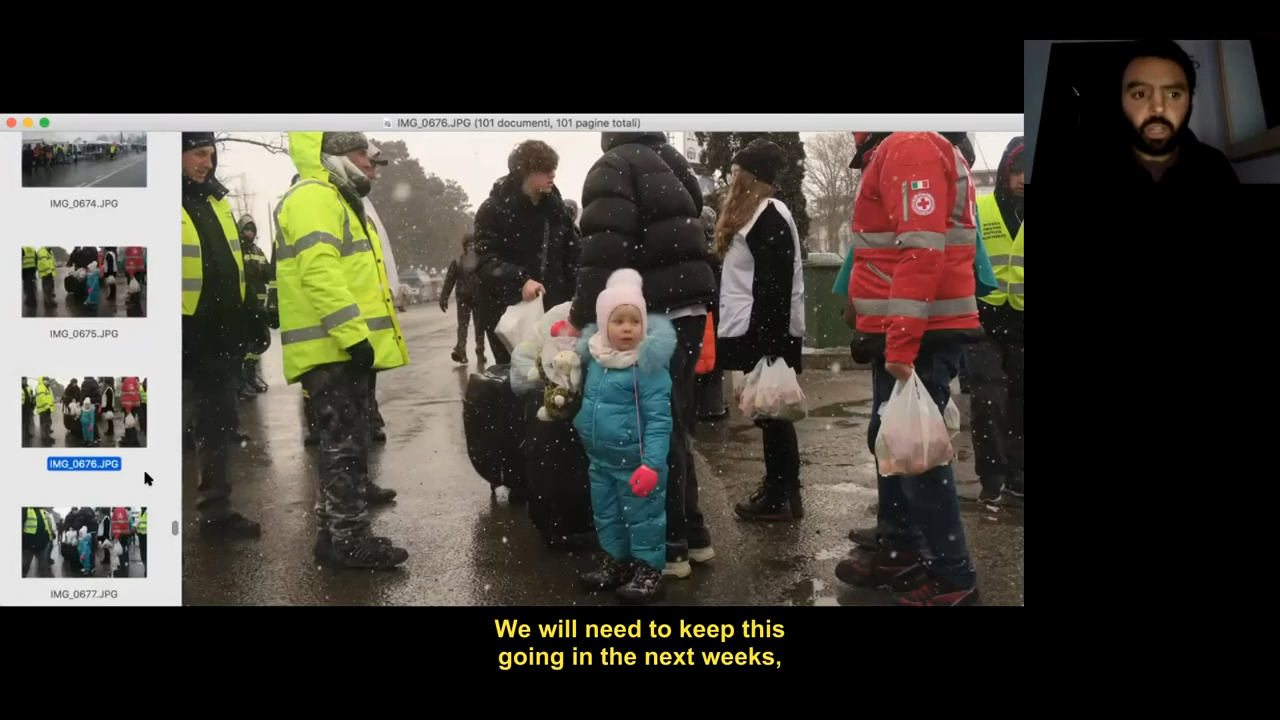 IMG_0676.JPG (101 documenti, 101 pagine totali)
IMG_0674.JPG
IMG_0675.JPG
IMG_0676.JPG
IMG_0677.JPG
We will need to keep this
going in the next weeks,